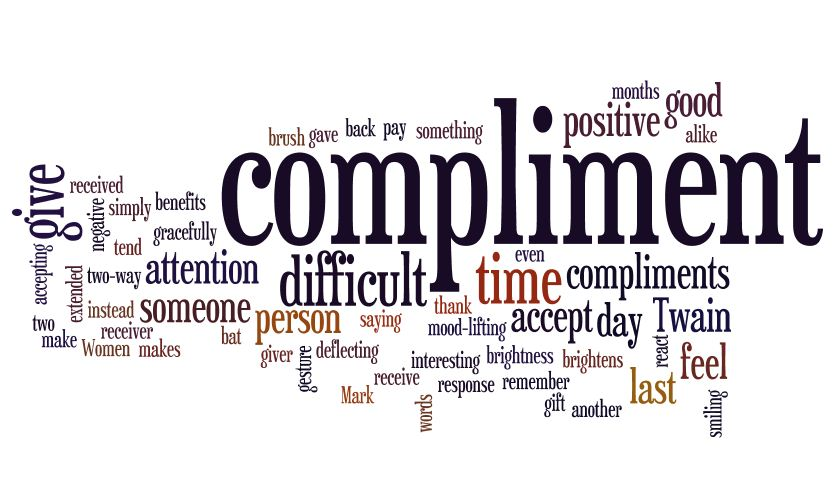 months
good
positive
alike
brush
gave
back
pay
something
compliment
give
received
negative
simply
benefits
gracefully
tend
accepting
extended
two-way
attention
difficult
time
even
compliments
instead
someone
person
saying
thank
mood-lifting
accept
day
Twain
two
make
receiver
Women
makes
bat
giver
gesture
deflecting
interesting
brightness
brightens
react
feel
Mark
receive
words
response
remember
gift
another
last
smiling